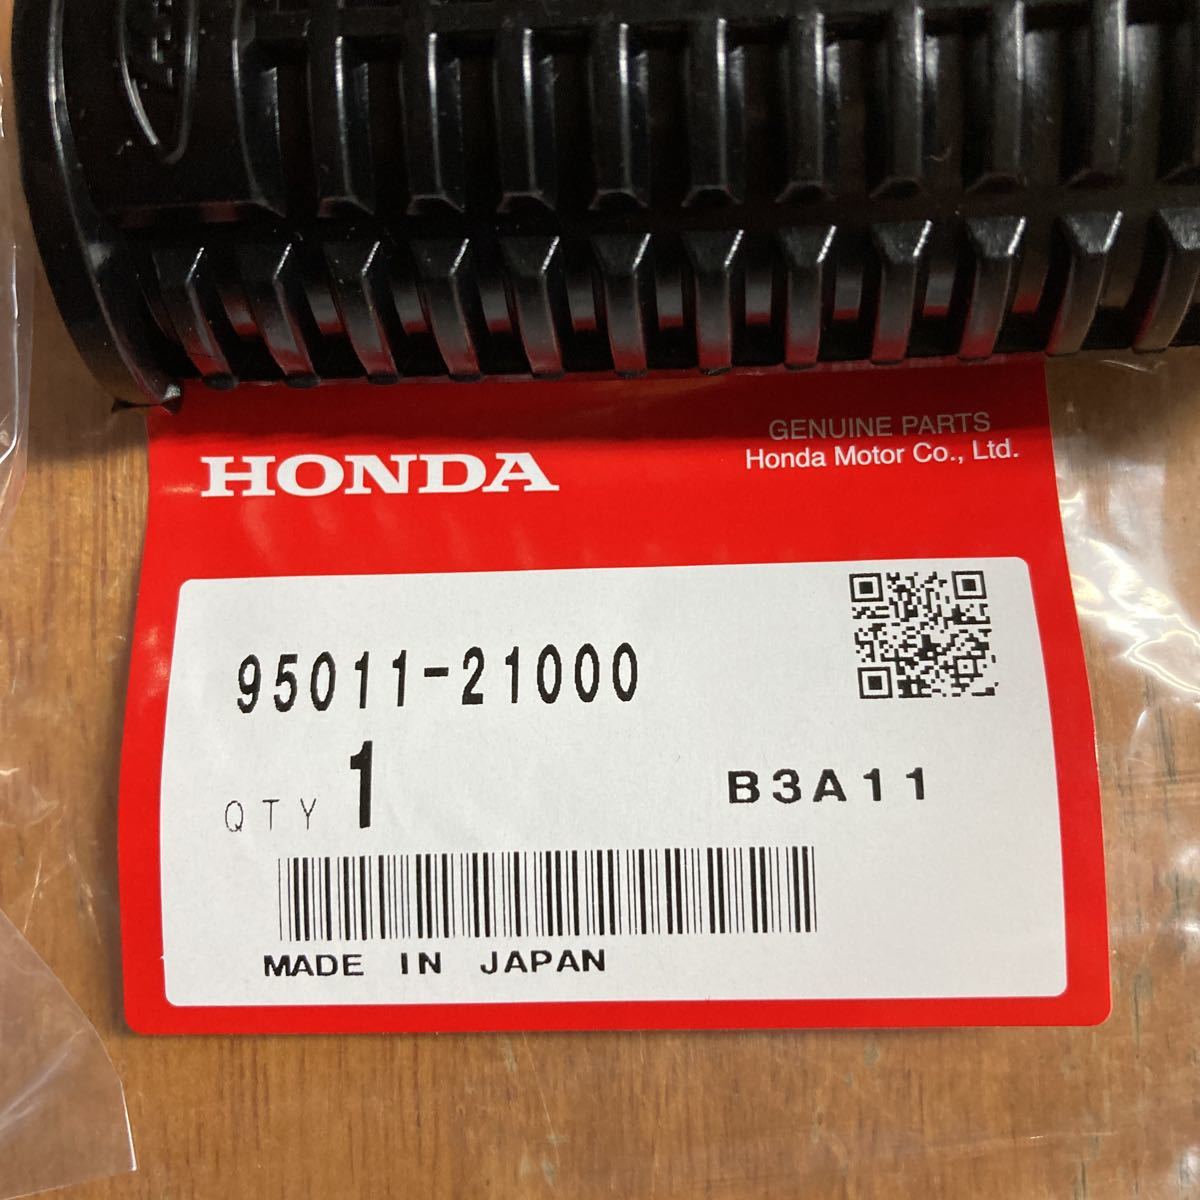 GENUINE PARTS
HONDA
Honda Motor Co., Ltd.
95011-21000
QTY 1
B3A11
MADE IN JAPAN